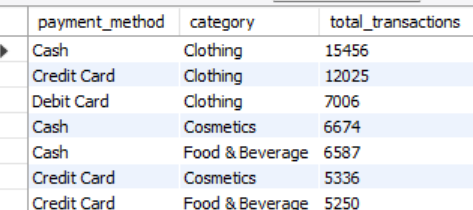 payment_method category total_transactions
Cash Clothing 15456
Credit Card Clothing 12025
Debit Card Clothing 7006
Cash Cosmetics 6674
Cash Food & Beverage 6587
Credit Card Cosmetics 5336
Credit Card Food & Beverage 5250